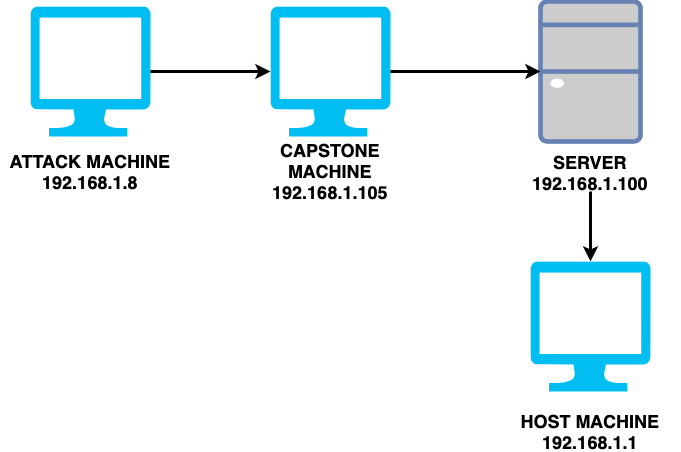 ATTACK MACHINE
192.168.1.8
CAPSTONE
MACHINE
192.168.1.105
SERVER
192.168.1.100
HOST MACHINE
192.168.1.1